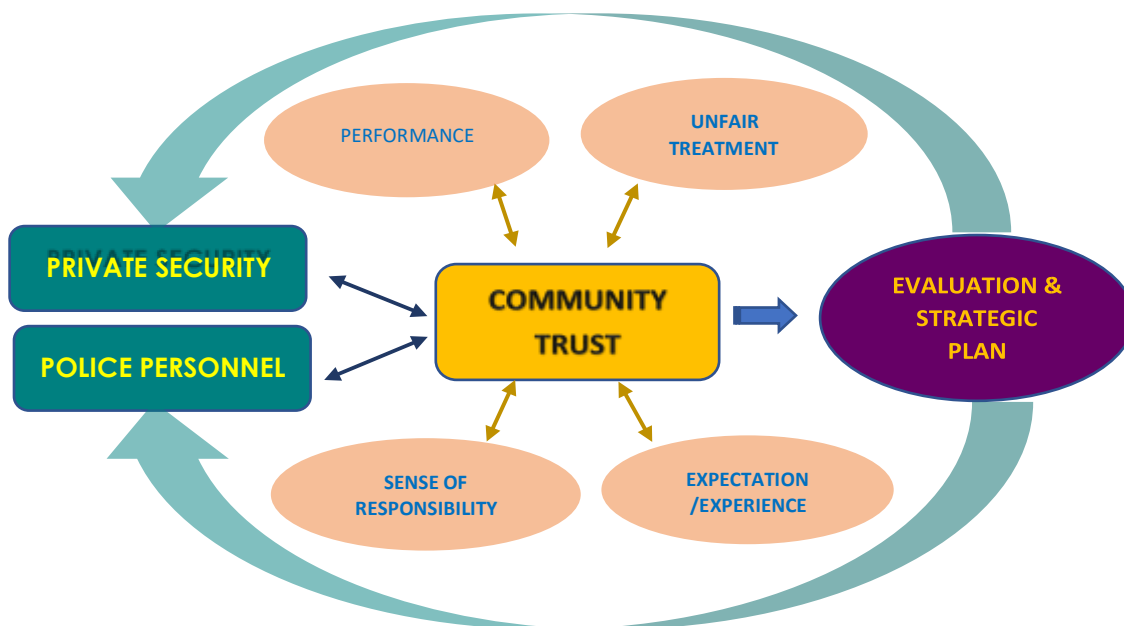 PERFORMANCE
UNFAIR
TREATMENT
PRIVATE SECURITY
POLICE PERSONNEL
COMMUNITY
TRUST
EVALUATION &
STRATEGIC
PLAN
SENSE OF
RESPONSIBILITY
EXPECTATION
/EXPERIENCE